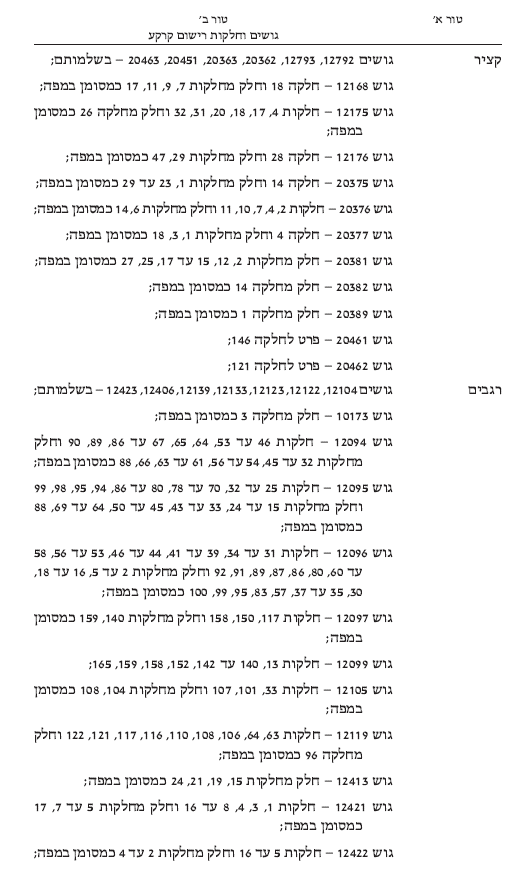 טור א׳ טור ב׳
גושים וחלקות רישום קרקע
קציר גושים 12792, 12793, 20362, 20363, 20451, 20463 – בשלמותם;
גוש 12168 – חלקה 18 וחלק מחלקות 7, 9, 11, 17 כמסומן במפה;
גוש 12175 – חלקות 4, 17, 18, 20, 31, 32 וחלק מחלקה 26 כמסומן
במפה;
גוש 12176 – חלקה 28 וחלק מחלקות 29, 47 כמסומן במפה;
גוש 20375 – חלקה 14 וחלק מחלקות 1, 23 עד 29 כמסומן במפה;
גוש 20376 – חלקות 2, 4, 7, 10, 11 וחלק מחלקות 6, 14 כמסומן במפה;
גוש 20377 – חלקה 4 וחלק מחלקות 1, 3, 18 כמסומן במפה;
גוש 20381 – חלק מחלקות 2, 12, 15 עד 17, 25, 27 כמסומן במפה;
גוש 20382 – חלק מחלקה 14 כמסומן במפה;
גוש 20389 – חלק מחלקה 1 כמסומן במפה;
גוש 20461 – פרט לחלקה 146;
גוש 20462 – פרט לחלקה 121;
רגבים גושים 12104, 12122, 12123, 12133, 12139, 12406, 12423 – בשלמותם;
גוש 10173 – חלק מחלקה 3 כמסומן במפה;
גוש 12094 – חלקות 46 עד 53, 64, 65, 67 עד 86, 89, 90 וחלק
מחלקות 32 עד 45, 54 עד 56, 61 עד 63, 66, 88 כמסומן במפה;
גוש 12095 – חלקות 25 עד 32, 70 עד 78, 80 עד 86, 94, 95, 98, 99
וחלק מחלקות 15 עד 24, 33 עד 43, 45 עד 50, 64 עד 69, 88
כמסומן במפה;
גוש 12096 – חלקות 31 עד 34, 39 עד 41, 44 עד 46, 53 עד 56, 58
עד 60, 80, 86, 87, 89, 91, 92 וחלק מחלקות 2 עד 5, 16 עד 18,
30, 35 עד 37, 57, 83, 95, 99, 100 כמסומן במפה;
גוש 12097 – חלקות 117, 150, 158 וחלק מחלקות 140, 159 כמסומן
במפה;
גוש 12099 – חלקות 13, 140 עד 142, 152, 158, 159, 165;
גוש 12105 – חלקות 33, 101, 107 וחלק מחלקות 104, 108 כמסומן
במפה;
גוש 12119 – חלקות 63, 64, 106, 108, 110, 116, 117, 121, 122 וחלק
מחלקה 96 כמסומן במפה;
גוש 12413 – חלק מחלקות 15, 19, 21, 24 כמסומן במפה;
גוש 12421 – חלקות 1, 3, 4, 8 עד 16 וחלק מחלקות 5 עד 7, 17
כמסומן במפה;
גוש 12422 – חלקות 5 עד 16 וחלק מחלקות 2 עד 4 כמסומן במפה;